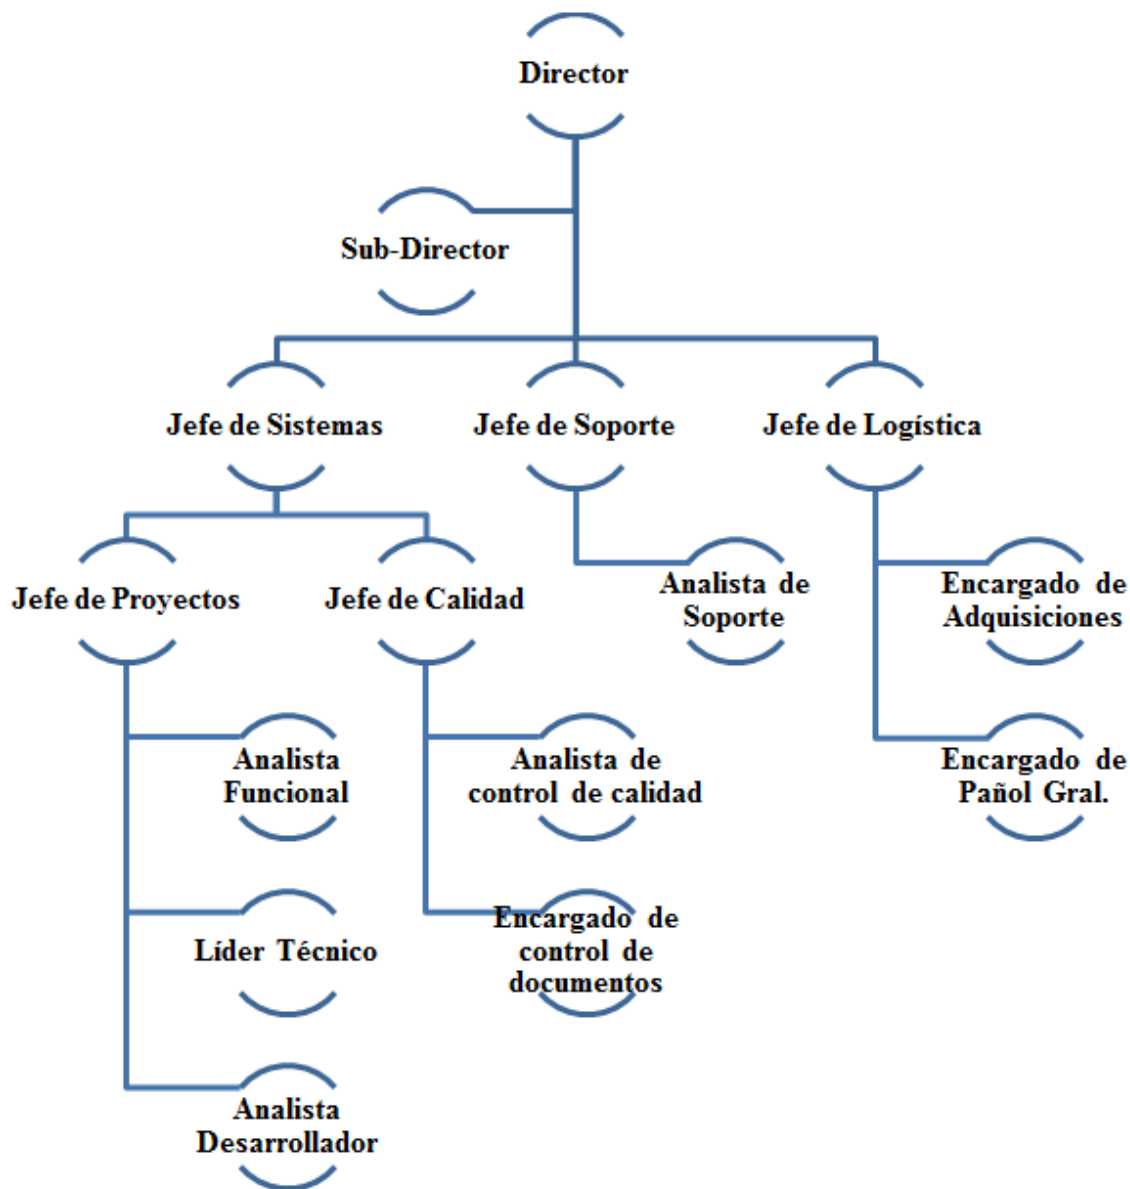 Director
Sub-Director
Jefe de Sistemas
Jefe de Soporte
Jefe de Logística
Jefe de Proyectos
Jefe de Calidad
Analista de
Soporte
Encargado de
Adquisiciones
Analista
Funcional
Analista de
control de calidad
Encargado de
Pañol Gral.
Líder Técnico
Encargado de
control de
documentos
Analista
Desarrollador